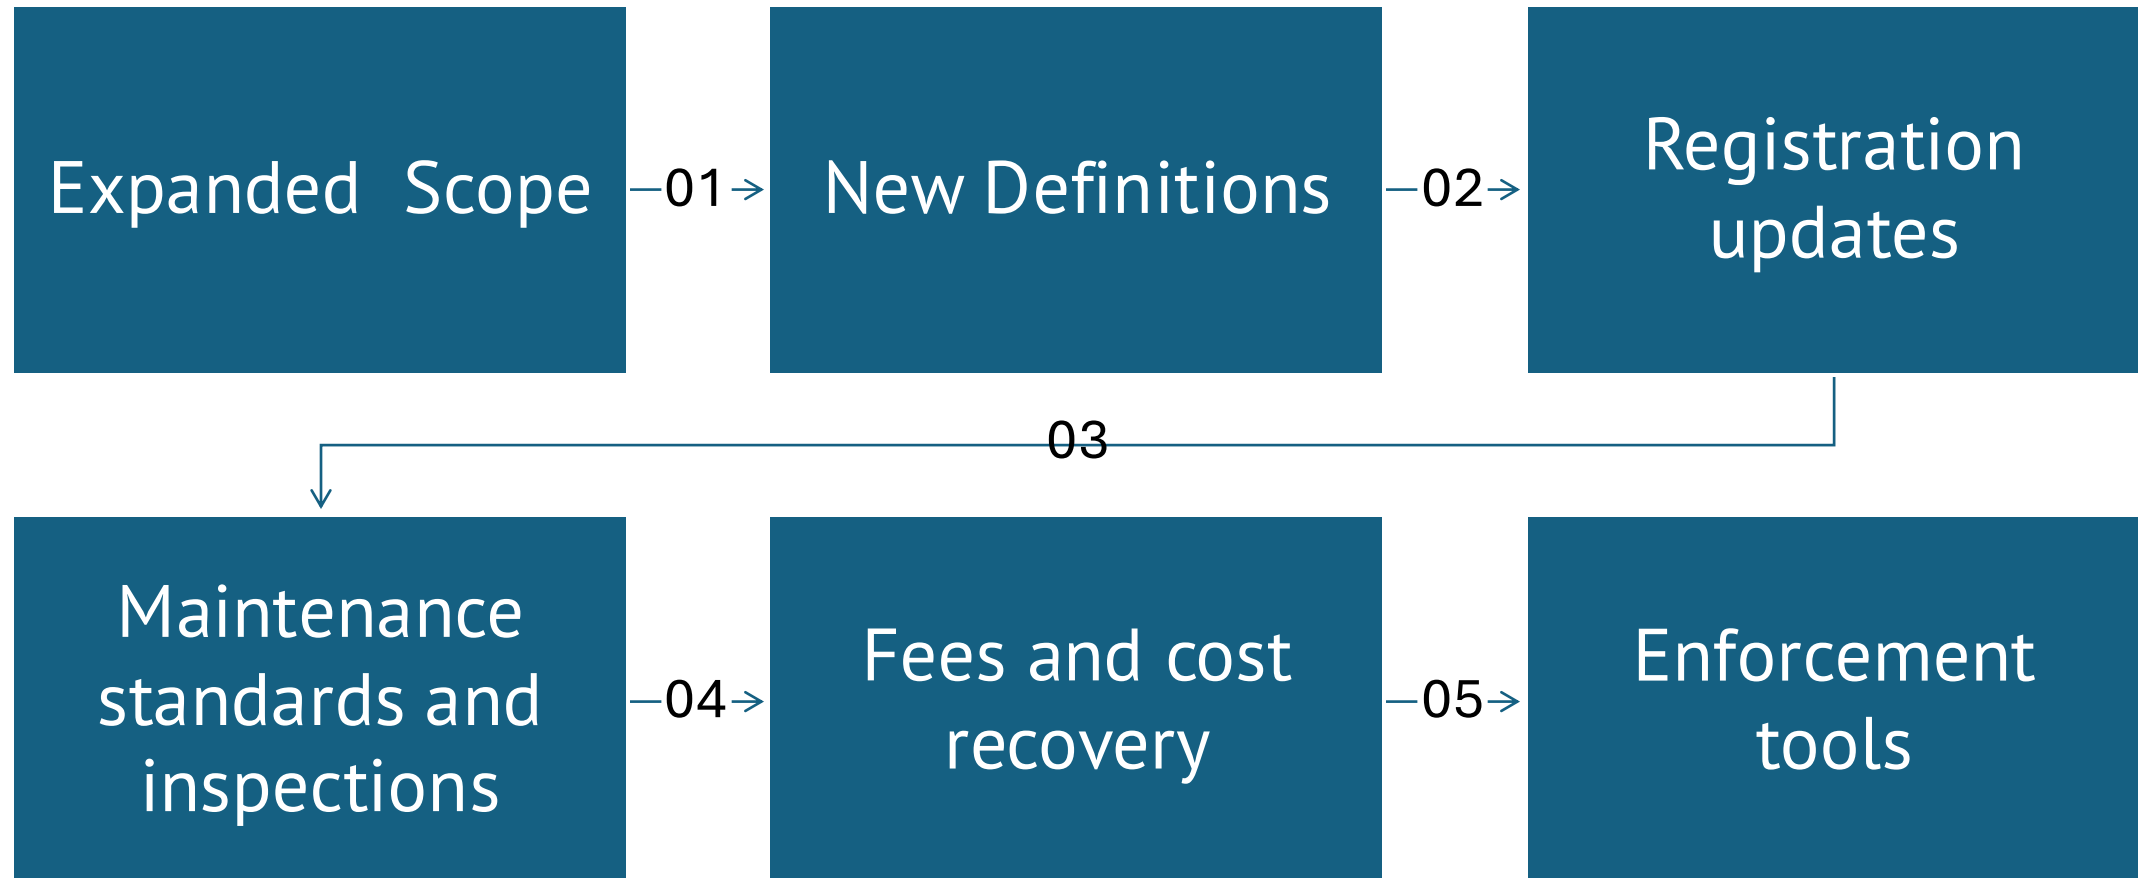 Expanded  Scope
01
New Definitions
02
Registration
updates
03
Maintenance
standards and
inspections
04
Fees and cost
recovery
05
Enforcement
tools